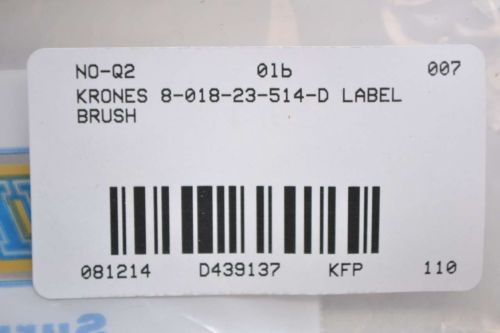 NO-Q2 01b 007
KRONES 8-018-23-514-D LABEL
BRUSH
081214 D439137 KFP 110